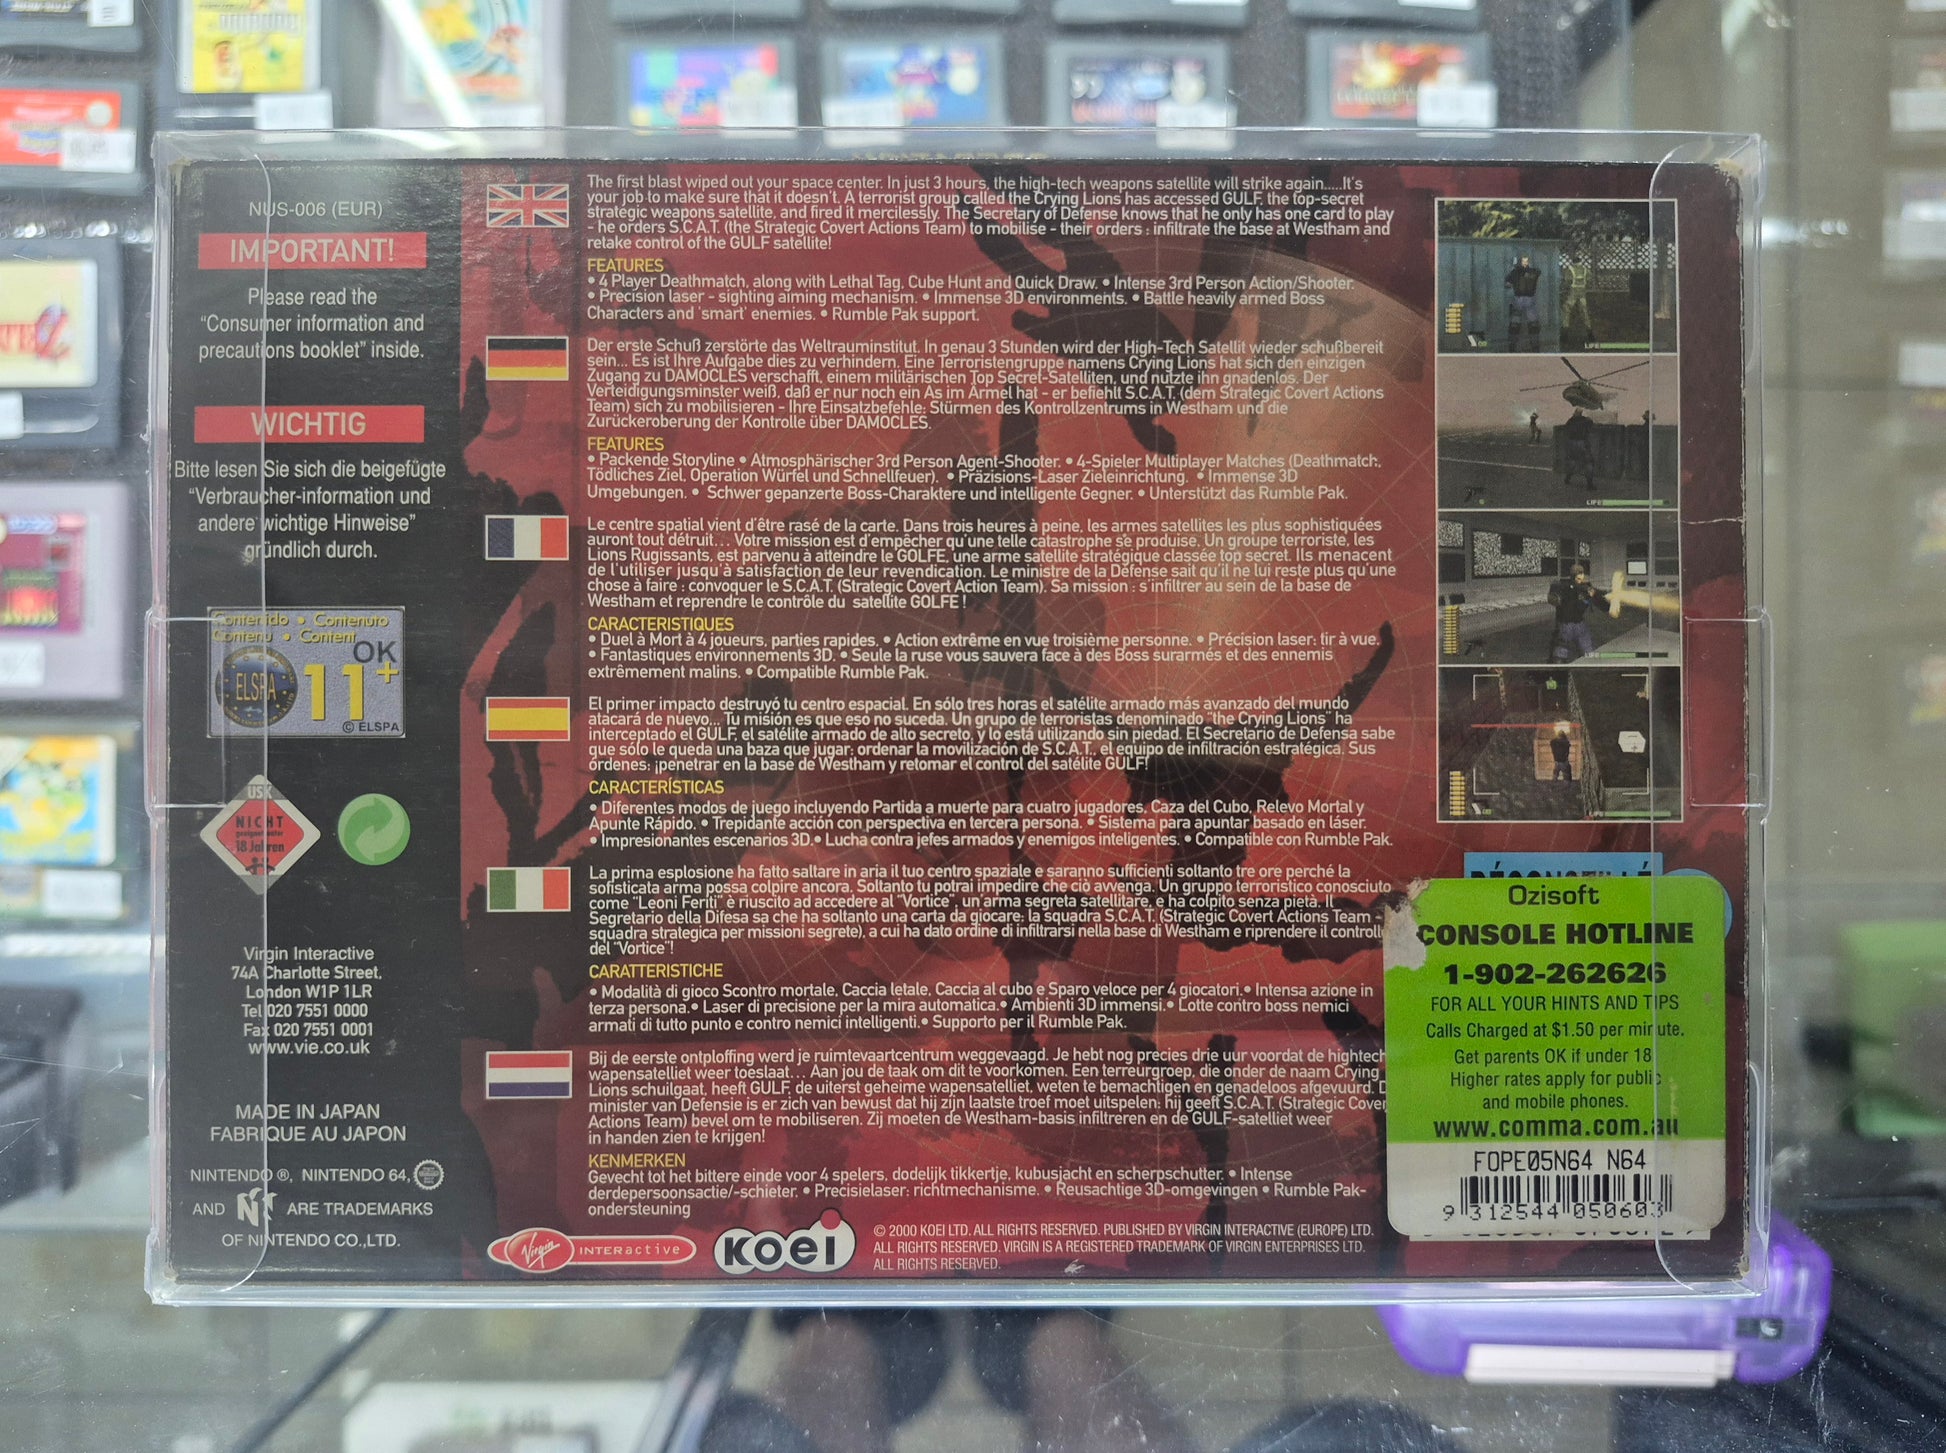 NUS-006 (EUR)
IMPORTANT!
Please read the
“Consumer information and
precautions booklet” inside.
WICHTIG
Bitte lesen Sie sich die beigefügte
“Verbraucher-information und
andere wichtige Hinweise”
gründlich durch.
Contenido • Contenuto
Contenu • Content
OK
ELSPA
11+
© ELSPA
USK
NICHT
geeignet unter
18 Jahren
Virgin Interactive
74A Charlotte Street,
London W1P 1LR
Tel 020 7551 0000
Fax 020 7551 0001
www.vie.co.uk
MADE IN JAPAN
FABRIQUE AU JAPON
NINTENDO ®, NINTENDO 64,
AND N ARE TRADEMARKS
OF NINTENDO CO.,LTD.
The first blast wiped out your space center. In just 3 hours, the high-tech weapons satellite will strike again.....It's
your job to make sure that it doesn't. A terrorist group called the Crying Lions has accessed GULF, the top-secret
strategic weapons satellite, and fired it mercilessly. The Secretary of Defense knows that he only has one card to play
- he orders S.C.A.T. (the Strategic Covert Actions Team) to mobilise - their orders : infiltrate the base at Westham and
retake control of the GULF satellite!
FEATURES
• 4 Player Deathmatch, along with Lethal Tag, Cube Hunt and Quick Draw. • Intense 3rd Person Action/Shooter.
• Precision laser - sighting aiming mechanism. • Immense 3D environments. • Battle heavily armed Boss
Characters and 'smart' enemies. • Rumble Pak support.
Der erste Schuß zerstörte das Weltrauminstitut. In genau 3 Stunden wird der High-Tech Satellit wieder schußbereit
sein... Es ist Ihre Aufgabe dies zu verhindern. Eine Terroristengruppe namens Crying Lions hat sich den einzigen
Zugang zu DAMOCLES verschafft, einem militärischen Top Secret-Satelliten, und nutzte ihn gnadenlos. Der
Verteidigungsminster weiß, daß er nur noch ein As im Ärmel hat - er befiehlt S.C.A.T. (dem Strategic Covert Actions
Team) sich zu mobilisieren - Ihre Einsatzbefehle: Stürmen des Kontrollzentrums in Westham und die
Zurückeroberung der Kontrolle über DAMOCLES.
FEATURES
• Packende Storyline • Atmosphärischer 3rd Person Agent-Shooter. • 4-Spieler Multiplayer Matches (Deathmatch,
Tödliches Ziel, Operation Würfel und Schnellfeuer). • Präzisions-Laser Zieleinrichtung. • Immense 3D
Umgebungen. • Schwer gepanzerte Boss-Charaktere und intelligente Gegner. • Unterstützt das Rumble Pak.
Le centre spatial vient d'être rasé de la carte. Dans trois heures à peine, les armes satellites les plus sophistiquées
auront tout détruit... Votre mission est d'empêcher qu'une telle catastrophe se produise. Un groupe terroriste, les
Lions Rugissants, est parvenu à atteindre le GOLFE, une arme satellite stratégique classée top secret. Ils menacent
de l'utiliser jusqu'à satisfaction de leur revendication. Le ministre de la Defense sait qu'il ne lui reste plus qu'une
chose à faire : convoquer le S.C.A.T. (Strategic Covert Action Team). Sa mission : s'infiltrer au sein de la base de
Westham et reprendre le contrôle du satellite GOLFE !
CARACTERISTIQUES
• Duel à Mort à 4 joueurs, parties rapides. • Action extrême en vue troisième personne. • Précision laser: tir à vue.
• Fantastiques environnements 3D. • Seule la ruse vous sauvera face à des Boss surarmés et des ennemis
extrêmement malins. • Compatible Rumble Pak.
El primer impacto destruyó tu centro espacial. En sólo tres horas el satélite armado más avanzado del mundo
atacará de nuevo... Tu misión es que eso no suceda. Un grupo de terroristas denominado "the Crying Lions" ha
interceptado el GULF, el satélite armado de alto secreto, y lo está utilizando sin piedad. El Secretario de Defensa sabe
que sólo le queda una baza que jugar: ordenar la movilización de S.C.A.T., el equipo de infiltración estratégica. Sus
órdenes: ¡penetrar en la base de Westham y retomar el control del satélite GULF!
CARACTERÍSTICAS
• Diferentes modos de juego incluyendo Partida a muerte para cuatro jugadores, Caza del Cubo, Relevo Mortal y
Apunte Rápido. • Trepidante acción con perspectiva en tercera persona. • Sistema para apuntar basado en láser.
• Impresionantes escenarios 3D.• Lucha contra jefes armados y enemigos inteligentes. • Compatible con Rumble Pak.
La prima esplosione ha fatto saltare in aria il tuo centro spaziale e saranno sufficienti soltanto tre ore perché la
sofisticata arma possa colpire ancora. Soltanto tu potrai impedire che ciò avvenga. Un gruppo terroristico conosciuto
come "Leoni Feriti" è riuscito ad accedere al "Vortice", un'arma segreta satellitare, e ha colpito senza pietà. Il
Segretario della Difesa sa che ha soltanto una carta da giocare: la squadra S.C.A.T. (Strategic Covert Actions Team -
squadra strategica per missioni segrete), a cui ha dato ordine di infiltrarsi nella base di Westham e riprendere il controll
del "Vortice"!
CARATTERISTICHE
• Modalità di gioco Scontro mortale, Caccia letale, Caccia al cubo e Sparo veloce per 4 giocatori.• Intensa azione in
terza persona.• Laser di precisione per la mira automatica.• Ambienti 3D immensi.• Lotte contro boss nemici
armati di tutto punto e contro nemici intelligenti.• Supporto per il Rumble Pak.
Bij de eerste ontploffing werd je ruimtevaartcentrum weggevaagd. Je hebt nog precies drie uur voordat de hightech
wapensatelliet weer toeslaat... Aan jou de taak om dit te voorkomen. Een terreurgroep, die onder de naam Crying
Lions schuilgaat, heeft GULF, de uiterst geheime wapensatelliet, weten te bemachtigen en genadeloos afgevuurd. D
minister van Defensie is er zich van bewust dat hij zijn laatste troef moet uitspelen: hij geeft S.C.A.T. (Strategic Cover
Actions Team) bevel om te mobiliseren. Zij moeten de Westham-basis infiltreren en de GULF-satelliet weer
in handen zien te krijgen!
KENMERKEN
Gevecht tot het bittere einde voor 4 spelers, dodelijk tikkertje, kubusjacht en scherpschutter. • Intense
derdepersoonsactie/-schieter. • Precisielaser: richtmechanisme. • Reusachtige 3D-omgevingen • Rumble Pak-
ondersteuning
Virgin INTERACTIVE
KOEI
© 2000 KOEI LTD. ALL RIGHTS RESERVED. PUBLISHED BY VIRGIN INTERACTIVE (EUROPE) LTD.
ALL RIGHTS RESERVED. VIRGIN IS A REGISTERED TRADEMARK OF VIRGIN ENTERPRISES LTD.
ALL RIGHTS RESERVED.
LIFE
LIFE
LIFE
Ozisoft
CONSOLE HOTLINE
1-902-262626
FOR ALL YOUR HINTS AND TIPS
Calls Charged at $1.50 per minute.
Get parents OK if under 18
Higher rates apply for public
and mobile phones.
www.comma.com.au
FOPE05N64 N64
9 312544 050603